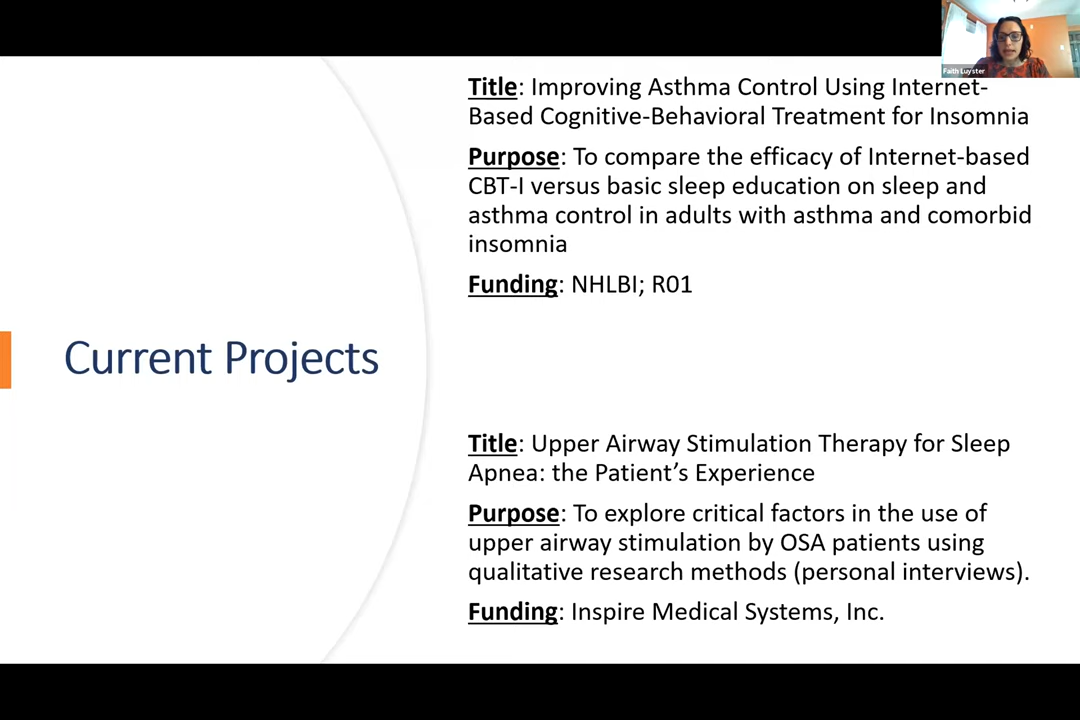 Faith Luyster
Title: Improving Asthma Control Using Internet-
Based Cognitive-Behavioral Treatment for Insomnia
Purpose: To compare the efficacy of Internet-based
CBT-I versus basic sleep education on sleep and
asthma control in adults with asthma and comorbid
insomnia
Funding: NHLBI; R01
Current Projects
Title: Upper Airway Stimulation Therapy for Sleep
Apnea: the Patient’s Experience
Purpose: To explore critical factors in the use of
upper airway stimulation by OSA patients using
qualitative research methods (personal interviews).
Funding: Inspire Medical Systems, Inc.